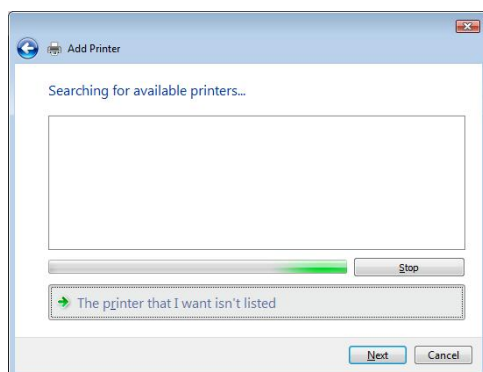 Add Printer
Searching for available printers...
Stop
The printer that I want isn't listed
Next Cancel